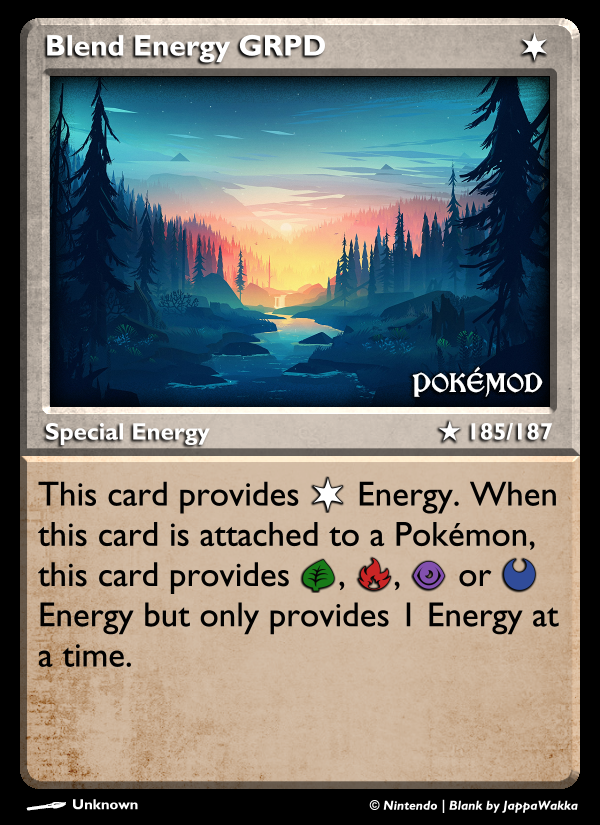 Blend Energy GRPD
POKÉMOD
Special Energy
★ 185/187
This card provides Energy. When
this card is attached to a Pokémon,
this card provides , , or
Energy but only provides 1 Energy at
a time.
Unknown
© Nintendo | Blank by JappaWakka